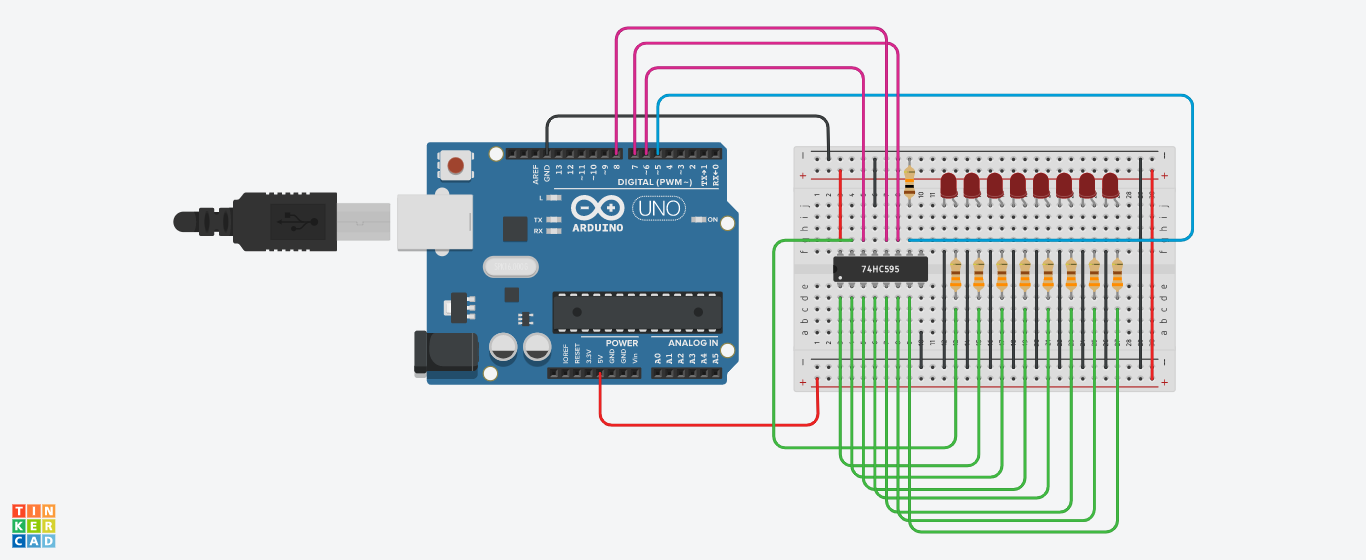 AREF
GND
13
12
~11
~10
~9
8
7
~6
~5
4
3
2
TX→1
RX←0
DIGITAL (PWM~)
L
TX
RX
ARDUINO
UNO
ON
74HC595
POWER
ANALOG IN
IOREF
RESET
3.3V
5V
GND
GND
Vin
A0
A1
A2
A3
A4
A5
a b c d e
a b c d e
TIN
KER
CAD